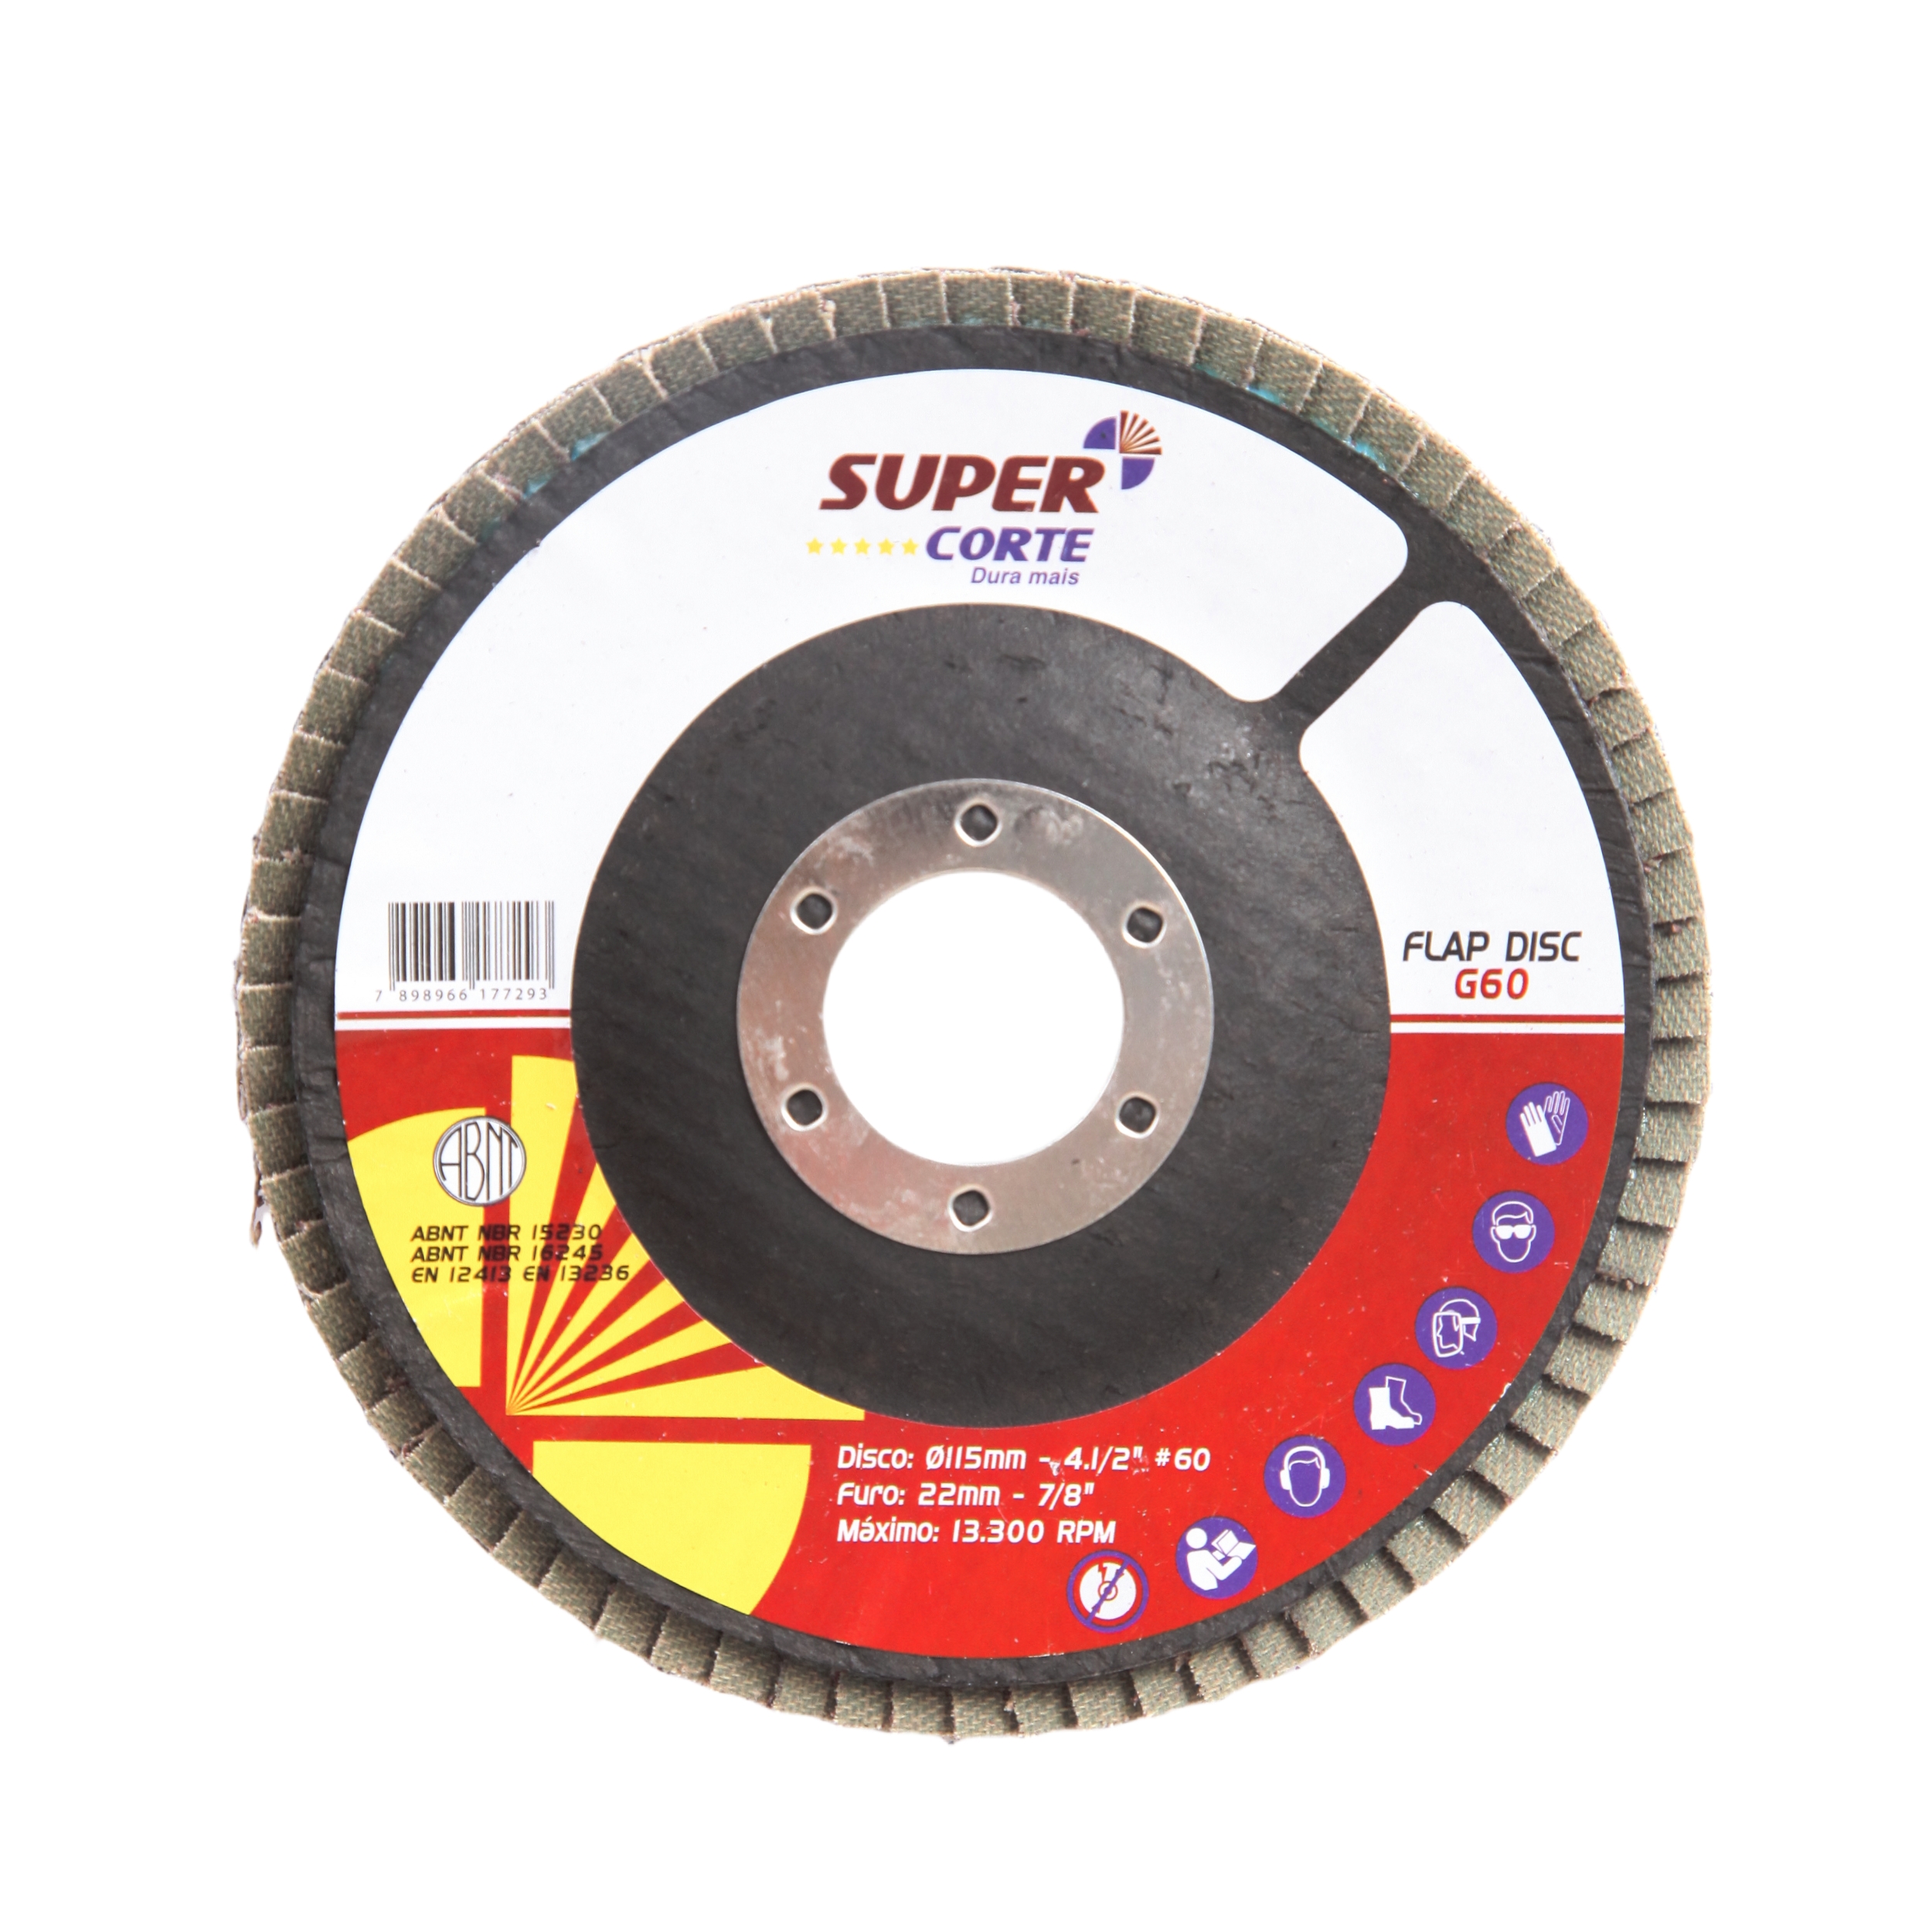 SUPER
CORTE
Dura mais
7 898966 177293
FLAP DISC
G60
ABNT
ABNT NBR 15230
ABNT NBR 16245
EN 12413 EN 13236
Disco: Ø115mm - 4.1/2" #60
Furo: 22mm - 7/8"
Máximo: 13.300 RPM